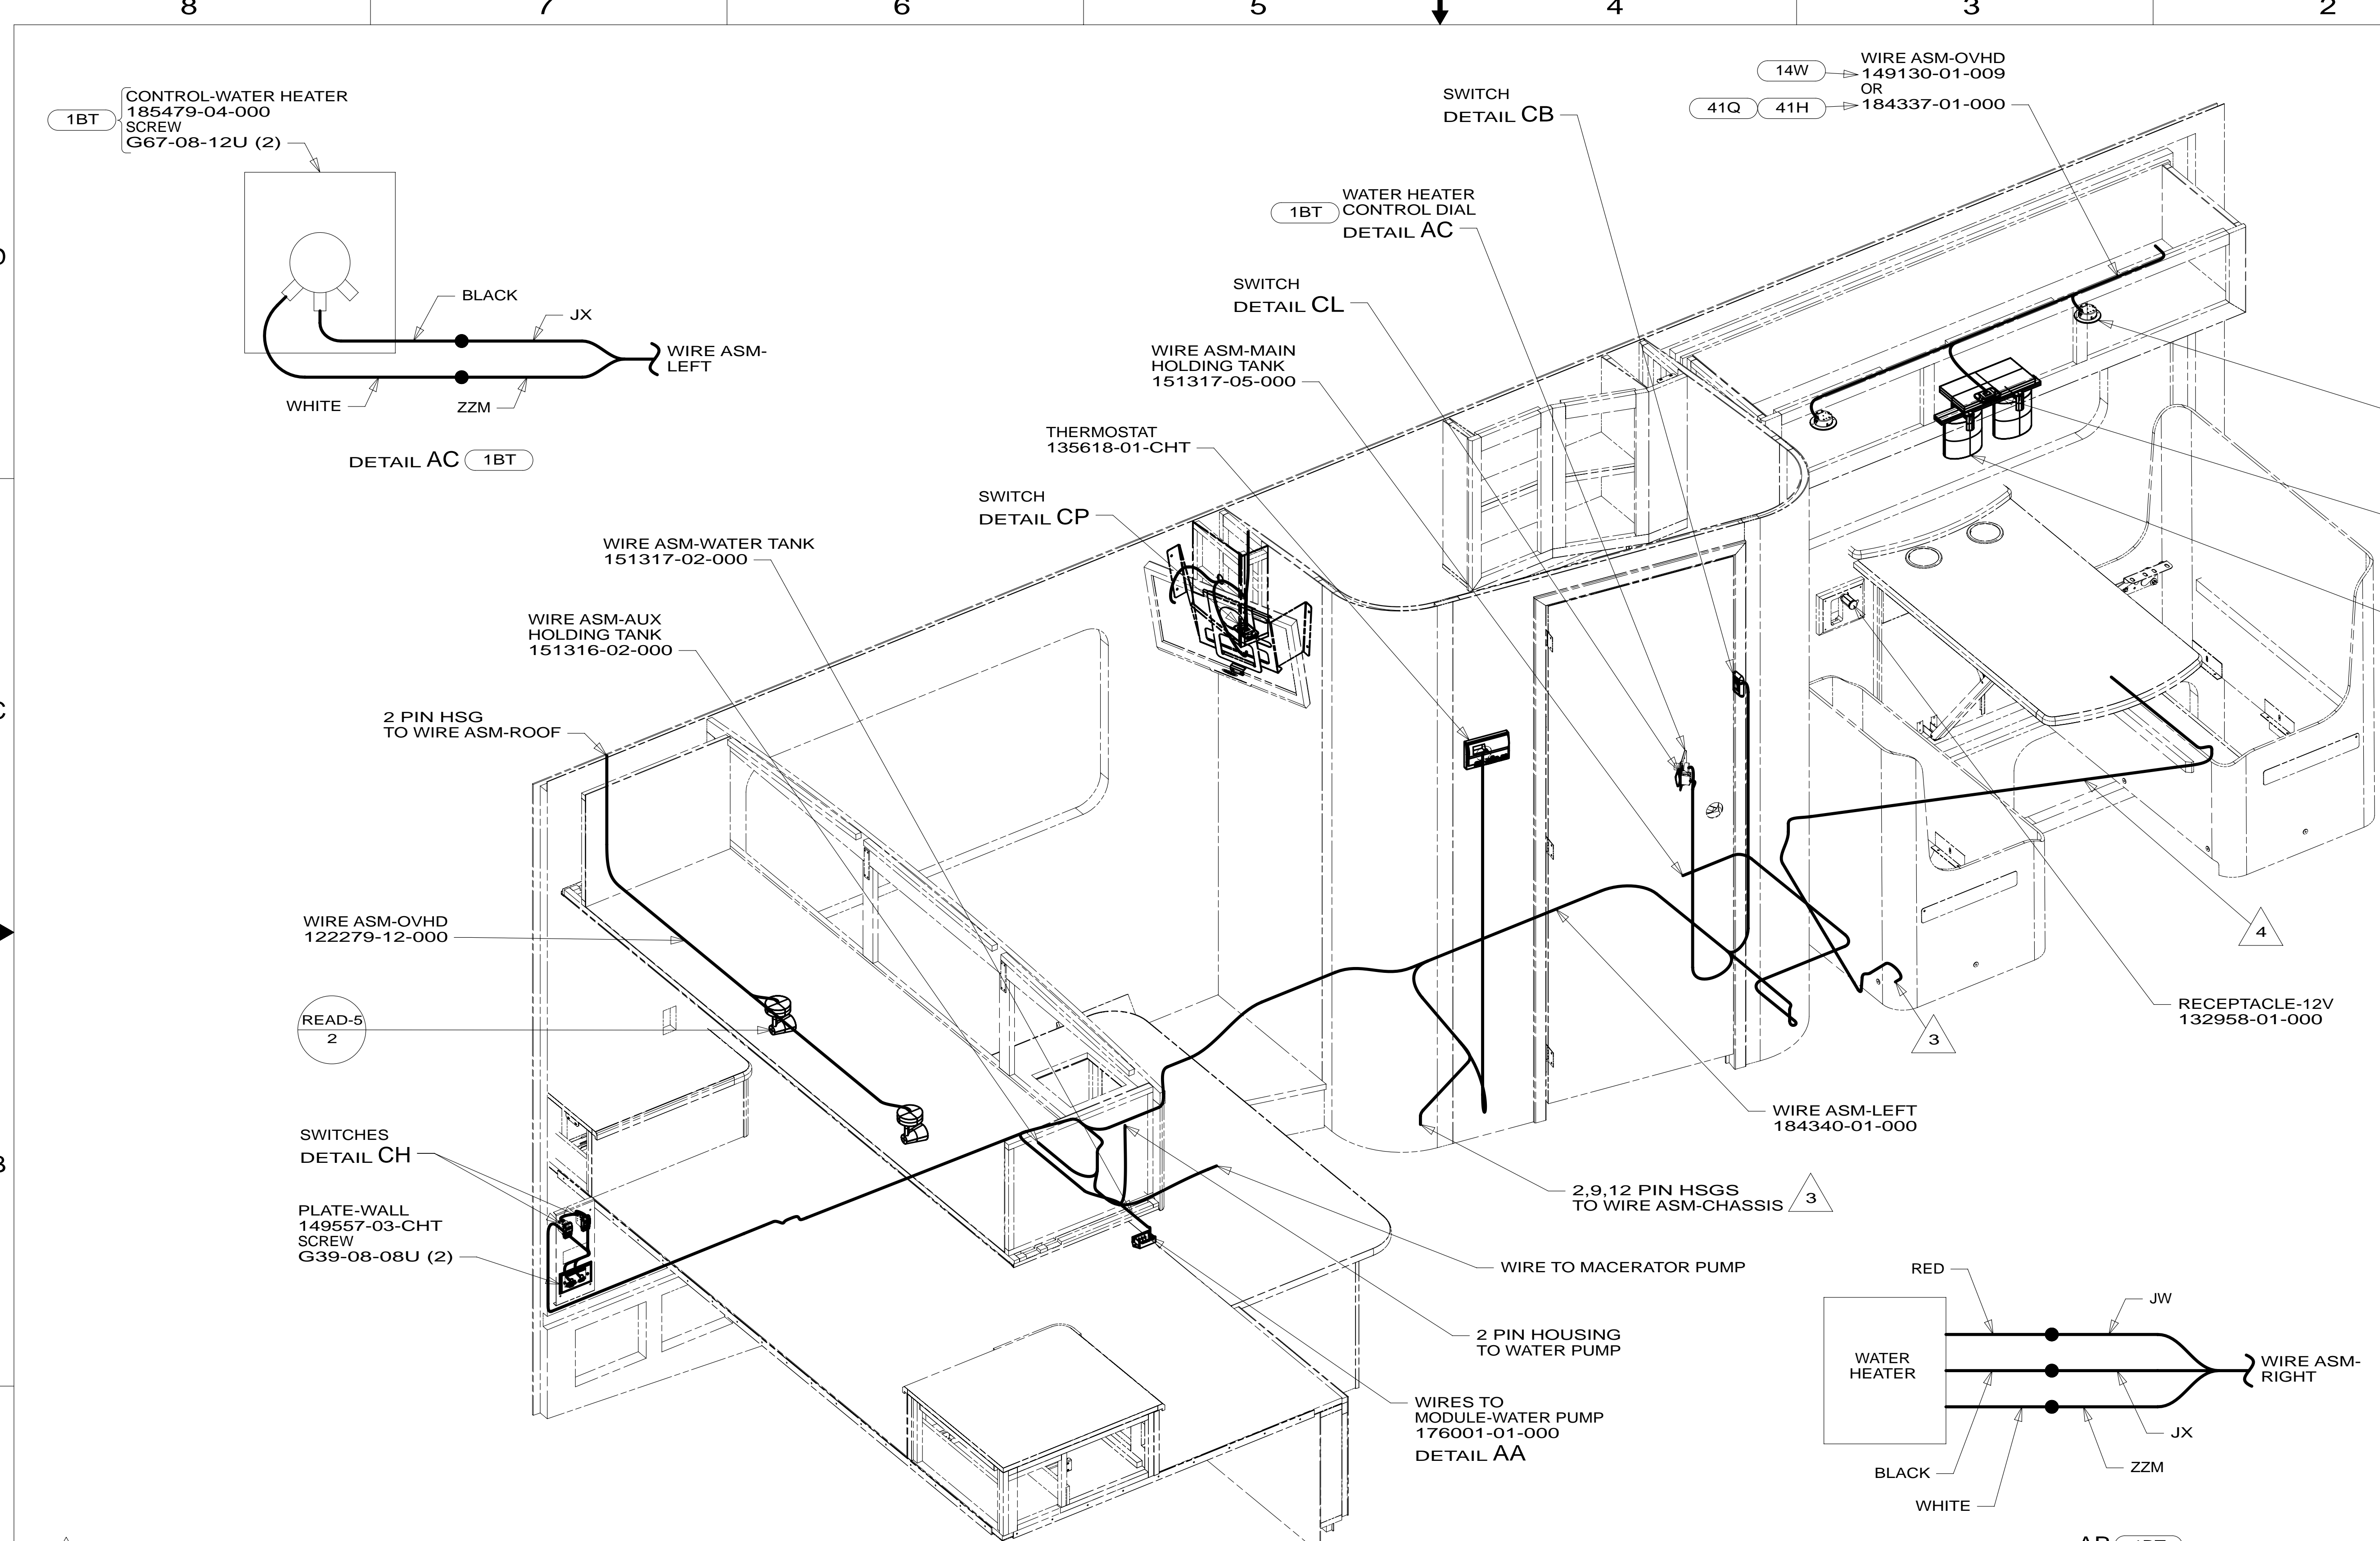 8 7 6 5 4 3 2
1BT
CONTROL-WATER HEATER
185479-04-000
SCREW
G67-08-12U (2)
BLACK
JX
WIRE ASM-
LEFT
WHITE
ZZM
DETAIL AC 1BT
14W
WIRE ASM-OVHD
149130-01-009
OR
41Q 41H 184337-01-000
SWITCH
DETAIL CB
1BT
WATER HEATER
CONTROL DIAL
DETAIL AC
SWITCH
DETAIL CL
WIRE ASM-MAIN
HOLDING TANK
151317-05-000
THERMOSTAT
135618-01-CHT
SWITCH
DETAIL CP
WIRE ASM-WATER TANK
151317-02-000
WIRE ASM-AUX
HOLDING TANK
151316-02-000
2 PIN HSG
TO WIRE ASM-ROOF
C
WIRE ASM-OVHD
122279-12-000
4
READ-5
2
RECEPTACLE-12V
132958-01-000
3
WIRE ASM-LEFT
184340-01-000
SWITCHES
DETAIL CH
2,9,12 PIN HSGS
TO WIRE ASM-CHASSIS
3
PLATE-WALL
149557-03-CHT
SCREW
G39-08-08U (2)
WIRE TO MACERATOR PUMP
2 PIN HOUSING
TO WATER PUMP
WIRES TO
MODULE-WATER PUMP
176001-01-000
DETAIL AA
RED
JW
WATER
HEATER
WIRE ASM-
RIGHT
JX
BLACK
ZZM
WHITE